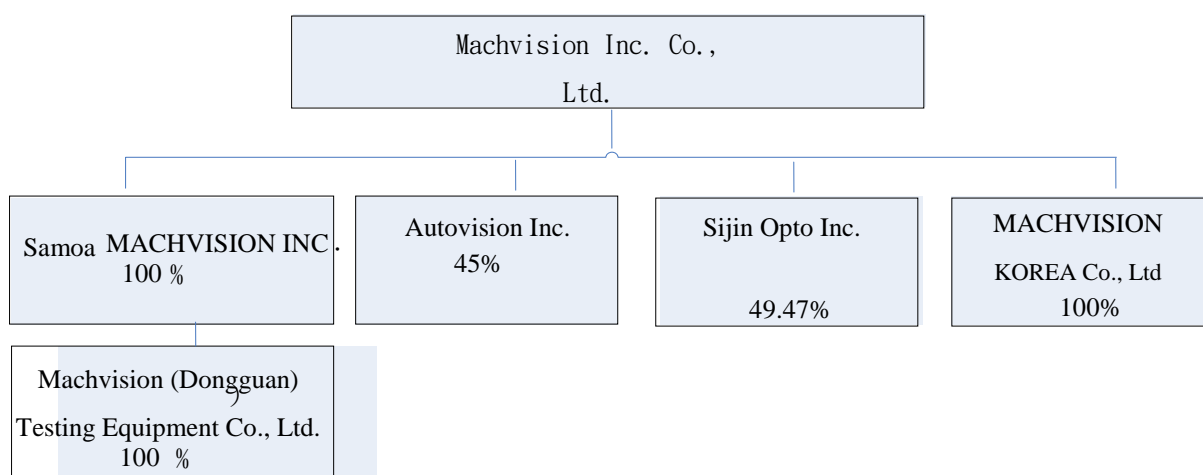 Machvision Inc. Co.,
Ltd.
Samoa MACHVISION INC.
100 %
Autovision Inc.
45%
Sijin Opto Inc.
49.47%
MACHVISION
KOREA Co., Ltd
100%
Machvision (Dongguan)
Testing Equipment Co., Ltd.
100 %